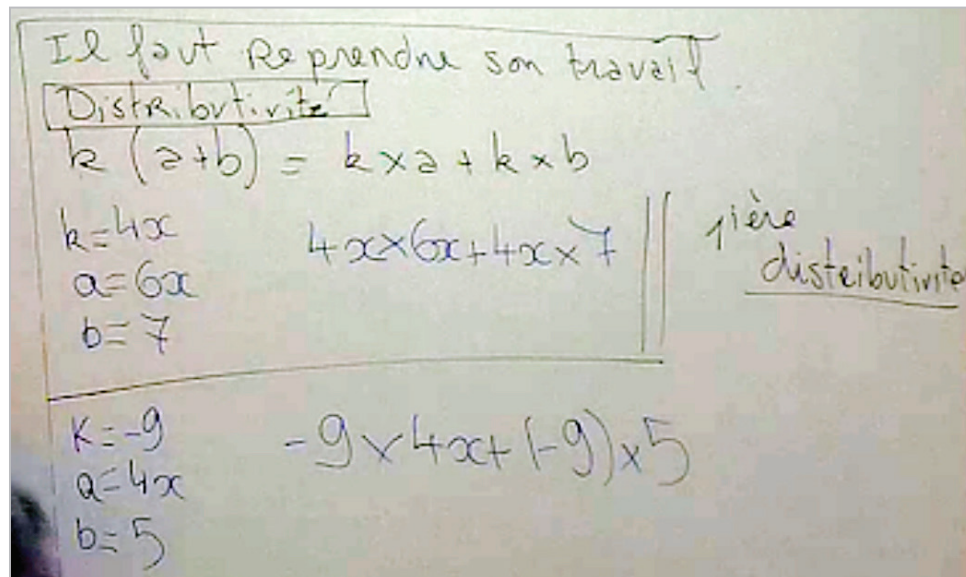 Il faut Reprendre son travail.
Distributivité
k (a+b) = k×a + k×b
k=4x
a=6x
b=7
4x×6x+4x×7
1ière
distributivité
K=-9
a=4x
b=5
-9×4x+(-9)×5